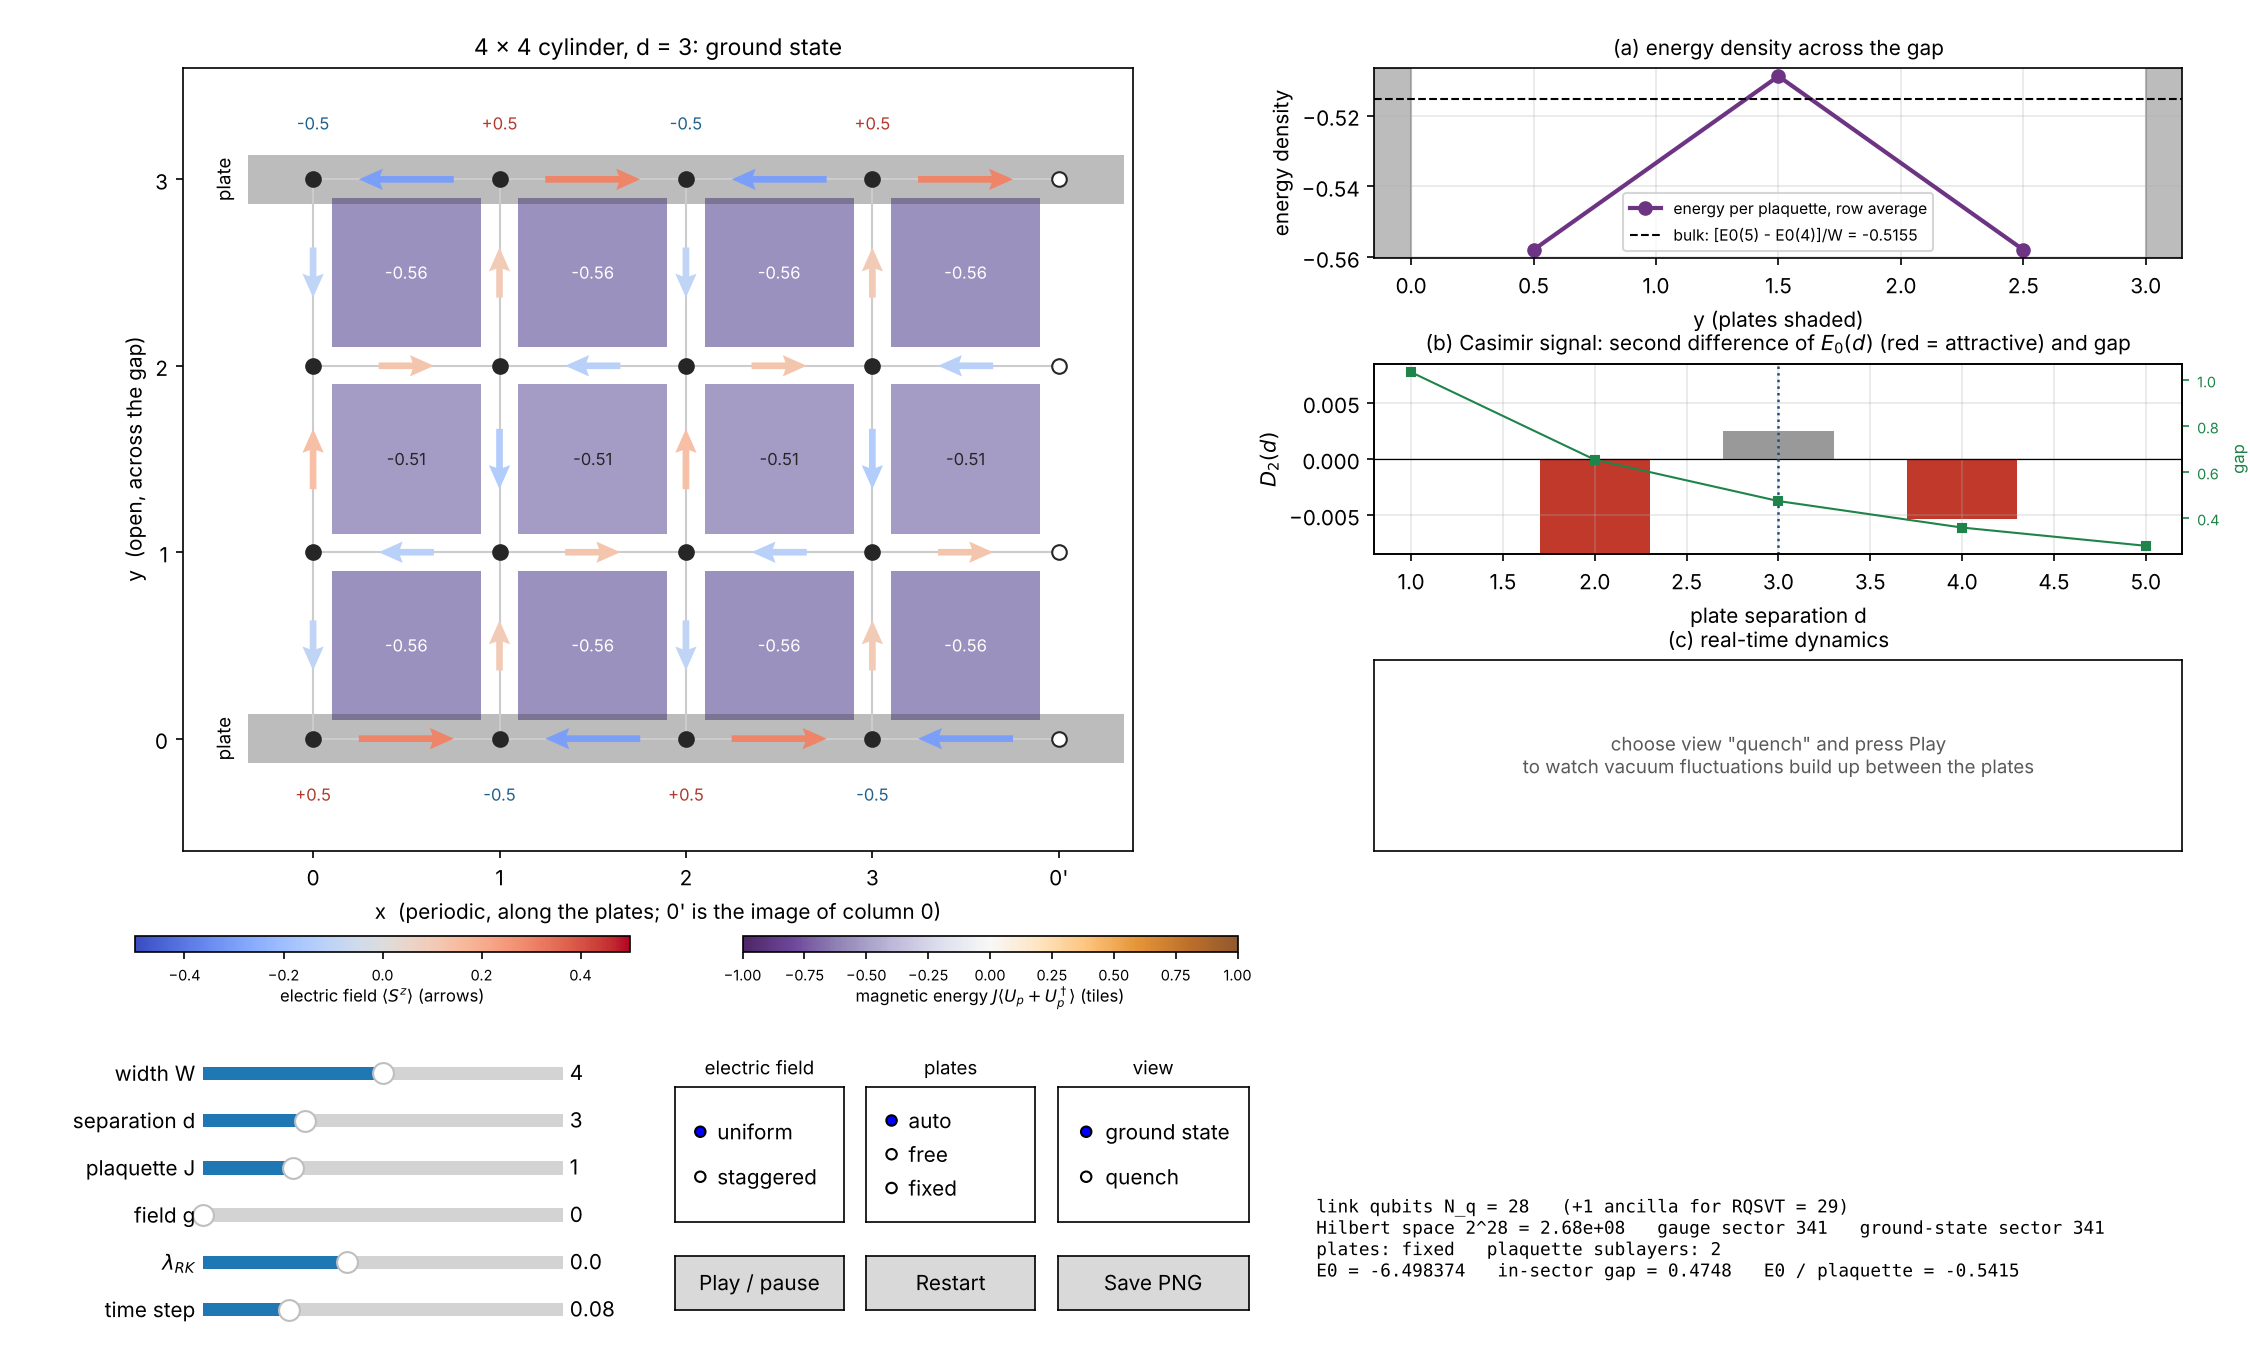 4 × 4 cylinder, d = 3: ground state
-0.5 +0.5 -0.5 +0.5
plate
3
-0.56 -0.56 -0.56 -0.56
2
-0.51 -0.51 -0.51 -0.51
1
-0.56 -0.56 -0.56 -0.56
plate
0
+0.5 -0.5 +0.5 -0.5
y (open, across the gap)
0 1 2 3 0'
x (periodic, along the plates; 0' is the image of column 0)
−0.4 −0.2 0.0 0.2 0.4
electric field ⟨S^z⟩ (arrows)
−1.00 −0.75 −0.50 −0.25 0.00 0.25 0.50 0.75 1.00
magnetic energy J⟨U_p + U_p^†⟩ (tiles)
(a) energy density across the gap
energy density
−0.52
−0.54
−0.56
energy per plaquette, row average
bulk: [E0(5) - E0(4)]/W = -0.5155
0.0 0.5 1.0 1.5 2.0 2.5 3.0
y (plates shaded)
(b) Casimir signal: second difference of E_0(d) (red = attractive) and gap
D_2(d)
0.005
0.000
−0.005
1.0
0.8
0.6
0.4
gap
1.0 1.5 2.0 2.5 3.0 3.5 4.0 4.5 5.0
plate separation d
(c) real-time dynamics
choose view "quench" and press Play
to watch vacuum fluctuations build up between the plates
width W 4
separation d 3
plaquette J 1
field g 0
λ_RK 0.0
time step 0.08
electric field
uniform
staggered
plates
auto
free
fixed
view
ground state
quench
Play / pause
Restart
Save PNG
link qubits N_q = 28 (+1 ancilla for RQSVT = 29)
Hilbert space 2^28 = 2.68e+08 gauge sector 341 ground-state sector 341
plates: fixed plaquette sublayers: 2
E0 = -6.498374 in-sector gap = 0.4748 E0 / plaquette = -0.5415